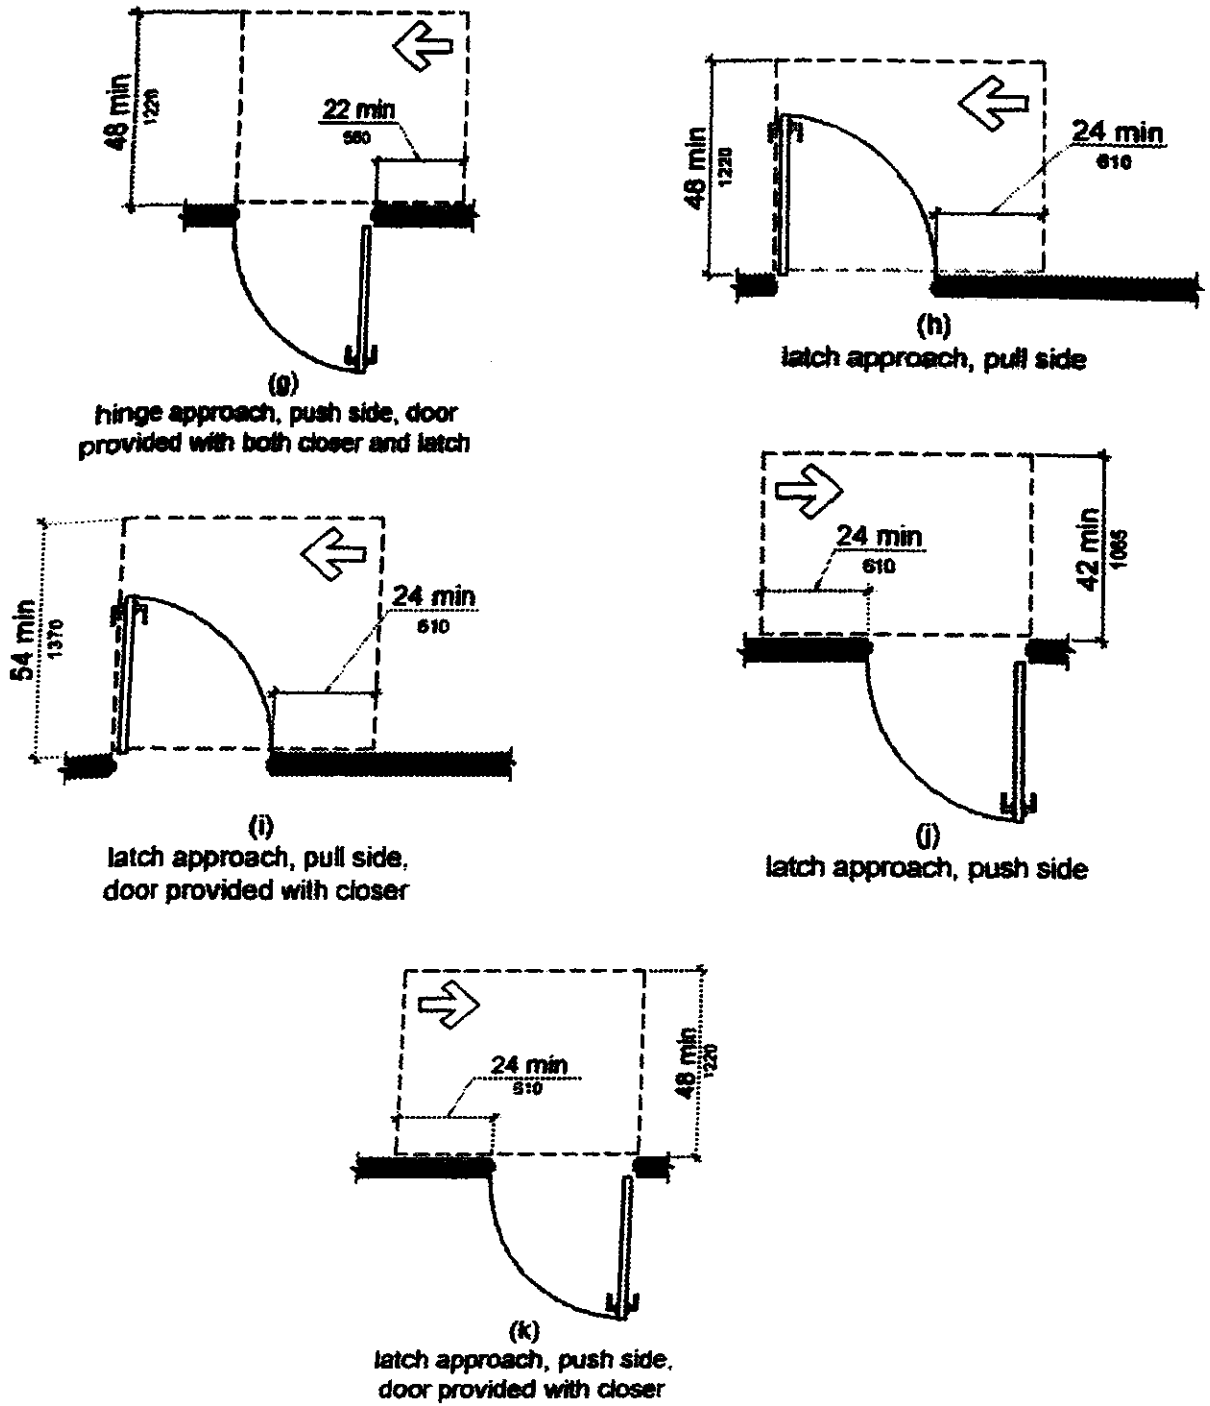 48 min
1220
22 min
560
(g)
hinge approach, push side, door
provided with both closer and latch
48 min
1220
24 min
610
(h)
latch approach, pull side
54 min
1370
24 min
610
(i)
latch approach, pull side,
door provided with closer
24 min
610
42 min
1065
(j)
latch approach, push side
24 min
610
48 min
1220
(k)
latch approach, push side,
door provided with closer